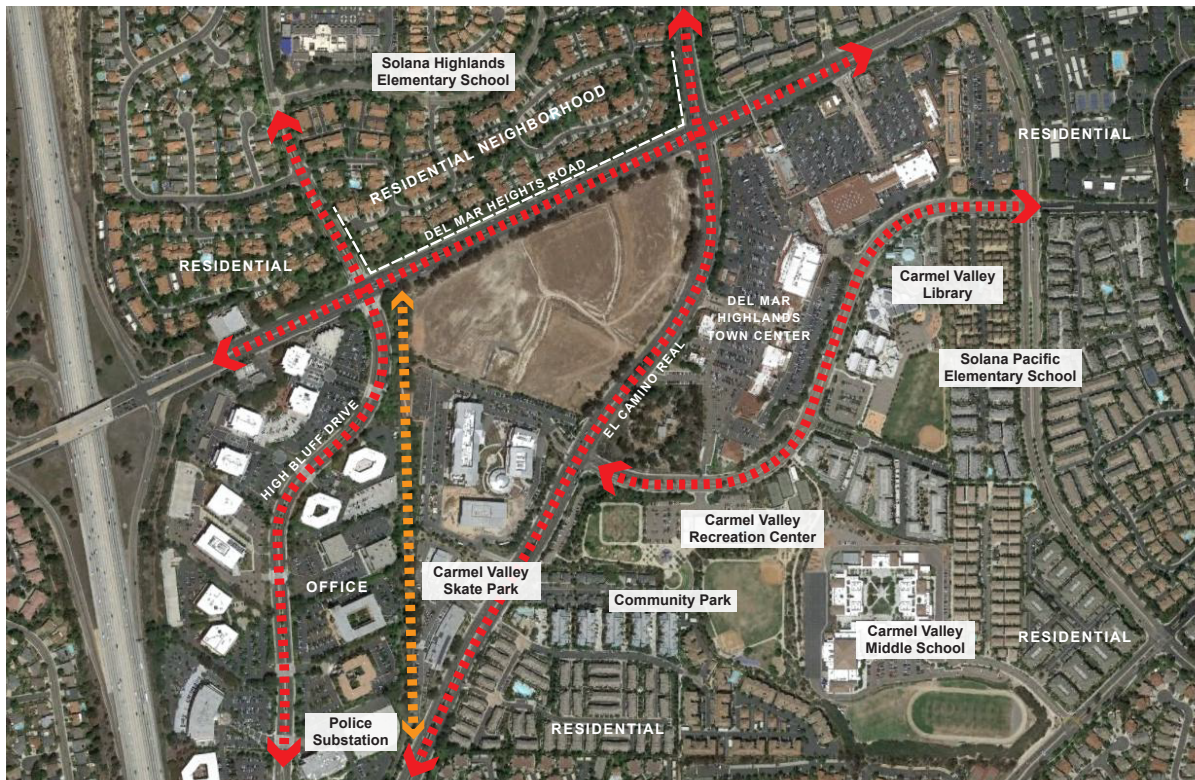 Solana Highlands
Elementary School
RESIDENTIAL NEIGHBORHOOD
DEL MAR HEIGHTS ROAD
RESIDENTIAL
RESIDENTIAL
Carmel Valley
Library
DEL MAR
HIGHLANDS
TOWN CENTER
EL CAMINO REAL
Solana Pacific
Elementary School
HIGH BLUFF DRIVE
Carmel Valley
Recreation Center
OFFICE
Carmel Valley
Skate Park
Community Park
Carmel Valley
Middle School
RESIDENTIAL
Police
Substation
RESIDENTIAL